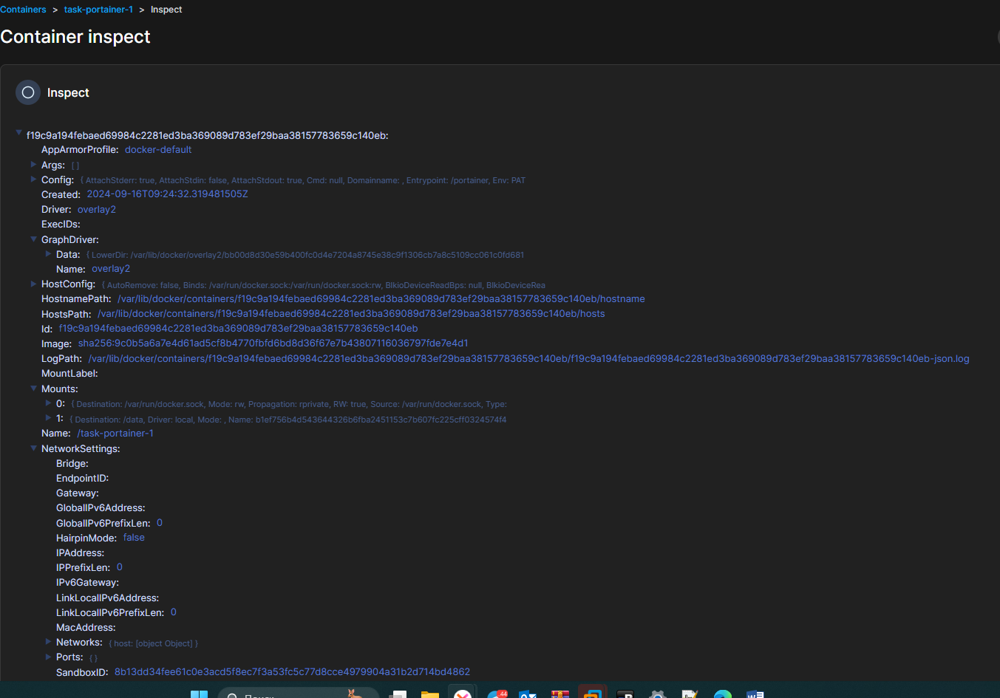 Containers > task-portainer-1 > Inspect
Container inspect
Inspect
f19c9a194febaed69984c2281ed3ba369089d783ef29baa38157783659c140eb:
AppArmorProfile: docker-default
Args: [ ]
Config: { AttachStderr: true, AttachStdin: false, AttachStdout: true, Cmd: null, Domainname: , Entrypoint: /portainer, Env: PAT
Created: 2024-09-16T09:24:32.319481505Z
Driver: overlay2
ExecIDs:
GraphDriver:
Data: { LowerDir: /var/lib/docker/overlay2/bb00d8d30e59b400fc0d4e7204a8745e38c9f1306cb7a8c5109cc061c0fd681
Name: overlay2
HostConfig: { AutoRemove: false, Binds: /var/run/docker.sock:/var/run/docker.sock:rw, BlkioDeviceReadBps: null, BlkioDeviceRea
HostnamePath: /var/lib/docker/containers/f19c9a194febaed69984c2281ed3ba369089d783ef29baa38157783659c140eb/hostname
HostsPath: /var/lib/docker/containers/f19c9a194febaed69984c2281ed3ba369089d783ef29baa38157783659c140eb/hosts
Id: f19c9a194febaed69984c2281ed3ba369089d783ef29baa38157783659c140eb
Image: sha256:9c0b5a6a7e4d61ad5cf8b4770fbfd6bd8d36f67e7b43807116036797fde7e4d1
LogPath: /var/lib/docker/containers/f19c9a194febaed69984c2281ed3ba369089d783ef29baa38157783659c140eb/f19c9a194febaed69984c2281ed3ba369089d783ef29baa38157783659c140eb-json.log
MountLabel:
Mounts:
0: { Destination: /var/run/docker.sock, Mode: rw, Propagation: rprivate, RW: true, Source: /var/run/docker.sock, Type:
1: { Destination: /data, Driver: local, Mode: , Name: b1ef756b4d543644326b6fba2451153c7b607fc225cff0324574f4
Name: /task-portainer-1
NetworkSettings:
Bridge:
EndpointID:
Gateway:
GlobalIPv6Address:
GlobalIPv6PrefixLen: 0
HairpinMode: false
IPAddress:
IPPrefixLen: 0
IPv6Gateway:
LinkLocalIPv6Address:
LinkLocalIPv6PrefixLen: 0
MacAddress:
Networks: { host: [object Object] }
Ports: { }
SandboxID: 8b13dd34fee61c0e3acd5f8ec7f3a53fc5c77d8cce4979904a31b2d714bd4862
44